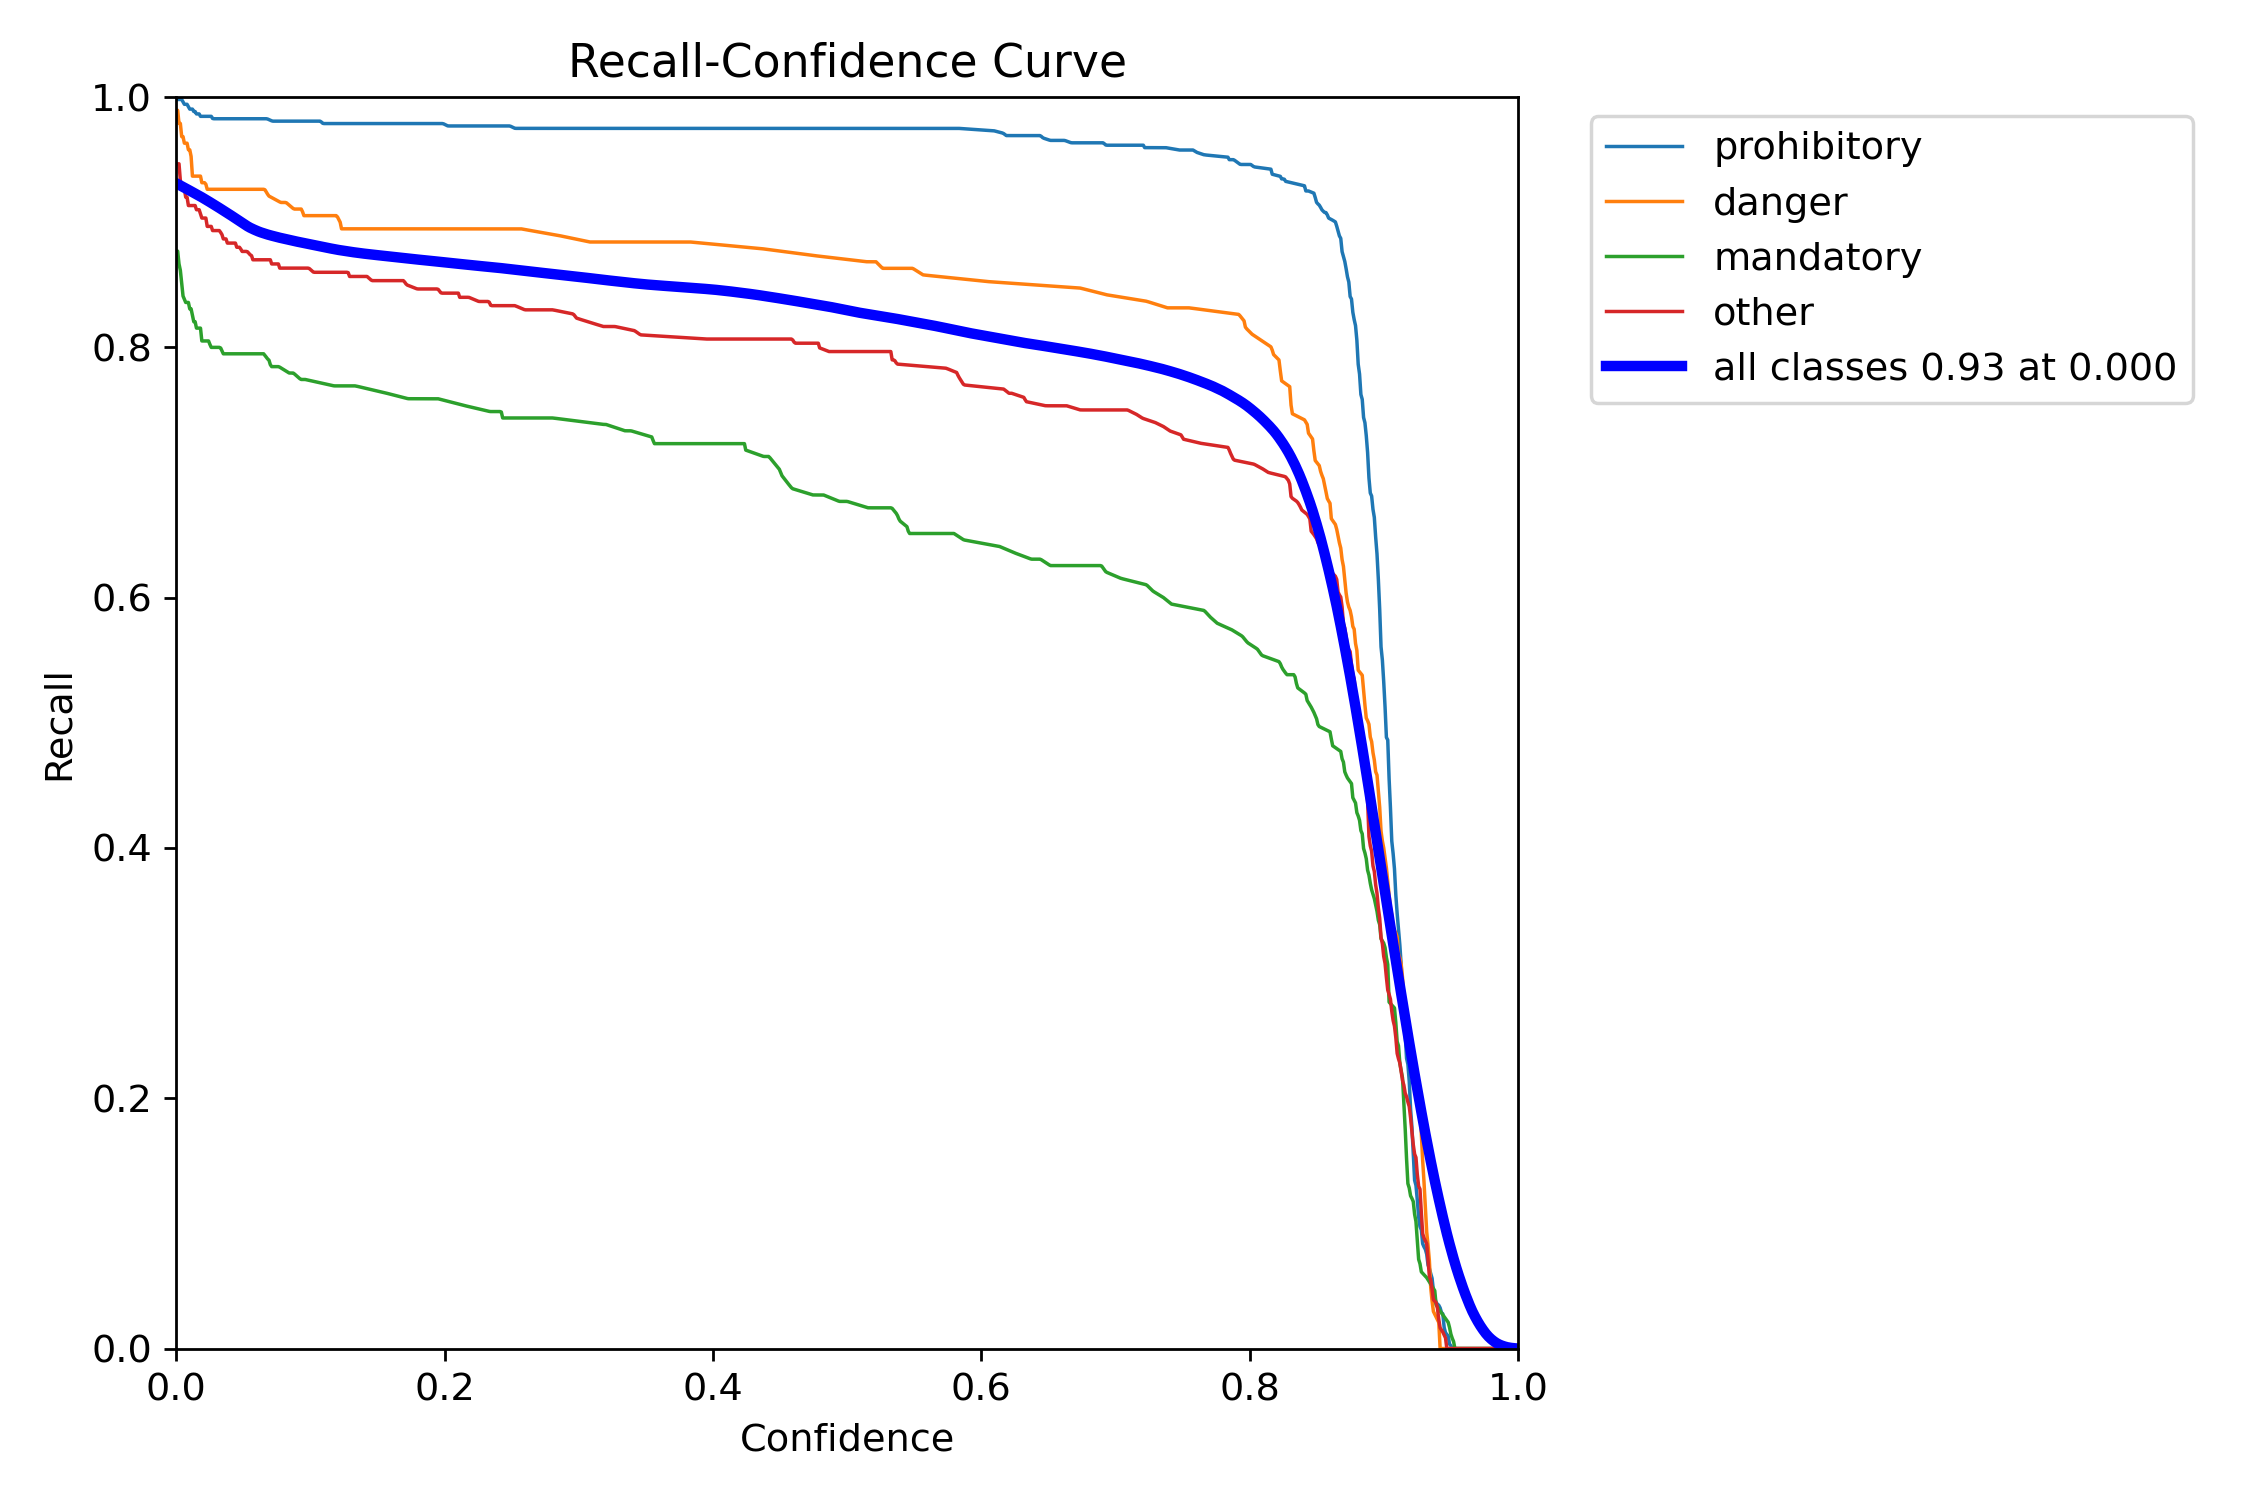 Recall-Confidence Curve
1.0
0.8
0.6
0.4
0.2
0.0
Recall
0.0 0.2 0.4 0.6 0.8 1.0
Confidence
prohibitory
danger
mandatory
other
all classes 0.93 at 0.000